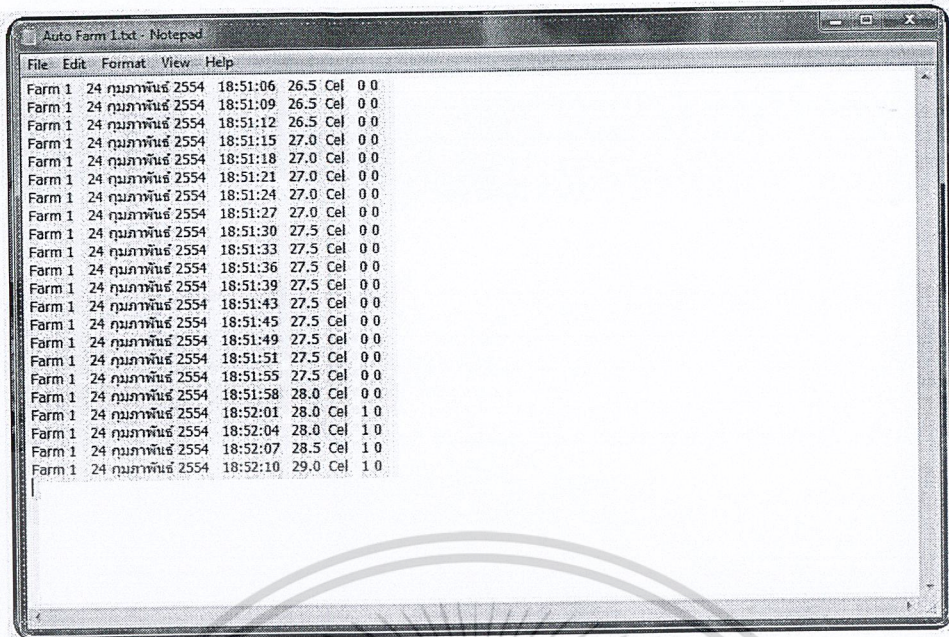 Auto Farm 1.txt - Notepad
File Edit Format View Help
Farm 1 24 กุมภาพันธ์ 2554 18:51:06 26.5 Cel 0 0
Farm 1 24 กุมภาพันธ์ 2554 18:51:09 26.5 Cel 0 0
Farm 1 24 กุมภาพันธ์ 2554 18:51:12 26.5 Cel 0 0
Farm 1 24 กุมภาพันธ์ 2554 18:51:15 27.0 Cel 0 0
Farm 1 24 กุมภาพันธ์ 2554 18:51:18 27.0 Cel 0 0
Farm 1 24 กุมภาพันธ์ 2554 18:51:21 27.0 Cel 0 0
Farm 1 24 กุมภาพันธ์ 2554 18:51:24 27.0 Cel 0 0
Farm 1 24 กุมภาพันธ์ 2554 18:51:27 27.0 Cel 0 0
Farm 1 24 กุมภาพันธ์ 2554 18:51:30 27.5 Cel 0 0
Farm 1 24 กุมภาพันธ์ 2554 18:51:33 27.5 Cel 0 0
Farm 1 24 กุมภาพันธ์ 2554 18:51:36 27.5 Cel 0 0
Farm 1 24 กุมภาพันธ์ 2554 18:51:39 27.5 Cel 0 0
Farm 1 24 กุมภาพันธ์ 2554 18:51:43 27.5 Cel 0 0
Farm 1 24 กุมภาพันธ์ 2554 18:51:45 27.5 Cel 0 0
Farm 1 24 กุมภาพันธ์ 2554 18:51:49 27.5 Cel 0 0
Farm 1 24 กุมภาพันธ์ 2554 18:51:51 27.5 Cel 0 0
Farm 1 24 กุมภาพันธ์ 2554 18:51:55 27.5 Cel 0 0
Farm 1 24 กุมภาพันธ์ 2554 18:51:58 28.0 Cel 0 0
Farm 1 24 กุมภาพันธ์ 2554 18:52:01 28.0 Cel 1 0
Farm 1 24 กุมภาพันธ์ 2554 18:52:04 28.0 Cel 1 0
Farm 1 24 กุมภาพันธ์ 2554 18:52:07 28.5 Cel 1 0
Farm 1 24 กุมภาพันธ์ 2554 18:52:10 29.0 Cel 1 0